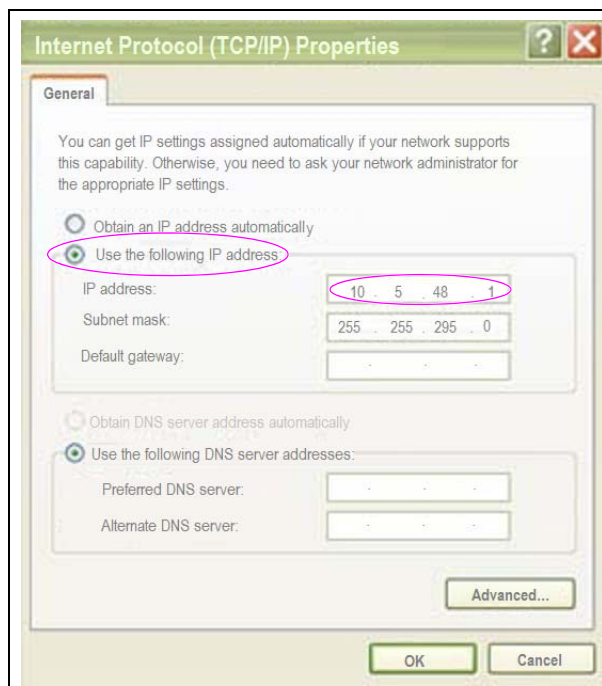 Internet Protocol (TCP/IP) Properties
?
X
General
You can get IP settings assigned automatically if your network supports
this capability. Otherwise, you need to ask your network administrator for
the appropriate IP settings.
Obtain an IP address automatically
Use the following IP address:
IP address: 10 . 5 . 48 . 1
Subnet mask: 255 . 255 . 295 . 0
Default gateway: . . .
Obtain DNS server address automatically
Use the following DNS server addresses:
Preferred DNS server: . . .
Alternate DNS server: . . .
Advanced...
OK Cancel